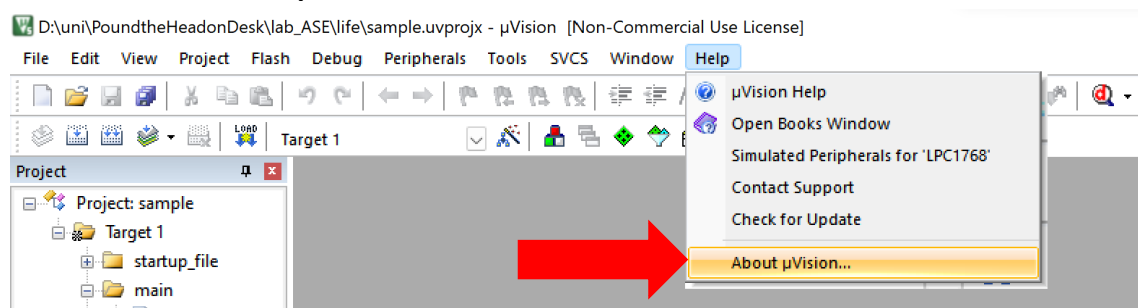 D:\uni\PoundtheHeadonDesk\lab_ASE\life\sample.uvprojx - µVision [Non-Commercial Use License]
File Edit View Project Flash Debug Peripherals Tools SVCS Window Help
µVision Help
Open Books Window
LOAD Target 1
Simulated Peripherals for 'LPC1768'
Project
Contact Support
Project: sample
Check for Update
Target 1
startup_file
About µVision...
main